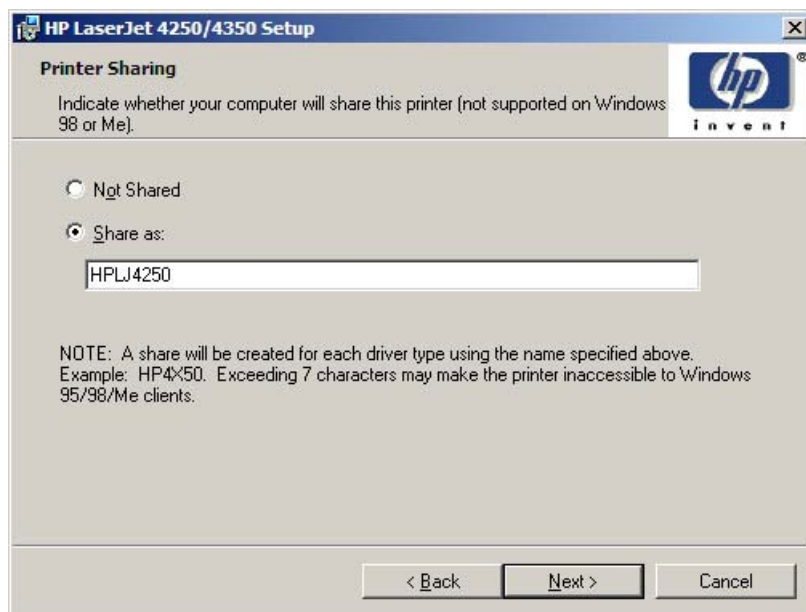 HP LaserJet 4250/4350 Setup
Printer Sharing
Indicate whether your computer will share this printer (not supported on Windows
98 or Me).
hp
®
invent
Not Shared
Share as:
HPLJ4250
NOTE: A share will be created for each driver type using the name specified above.
Example: HP4X50. Exceeding 7 characters may make the printer inaccessible to Windows
95/98/Me clients.
< Back
Next >
Cancel